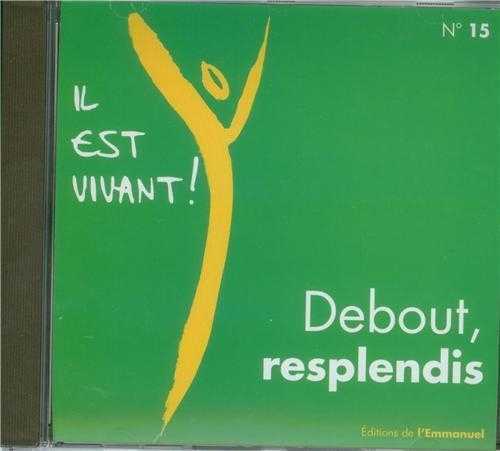 N° 15
IL
EST
VIVANT!
Debout,
resplendis
Éditions de l'Emmanuel